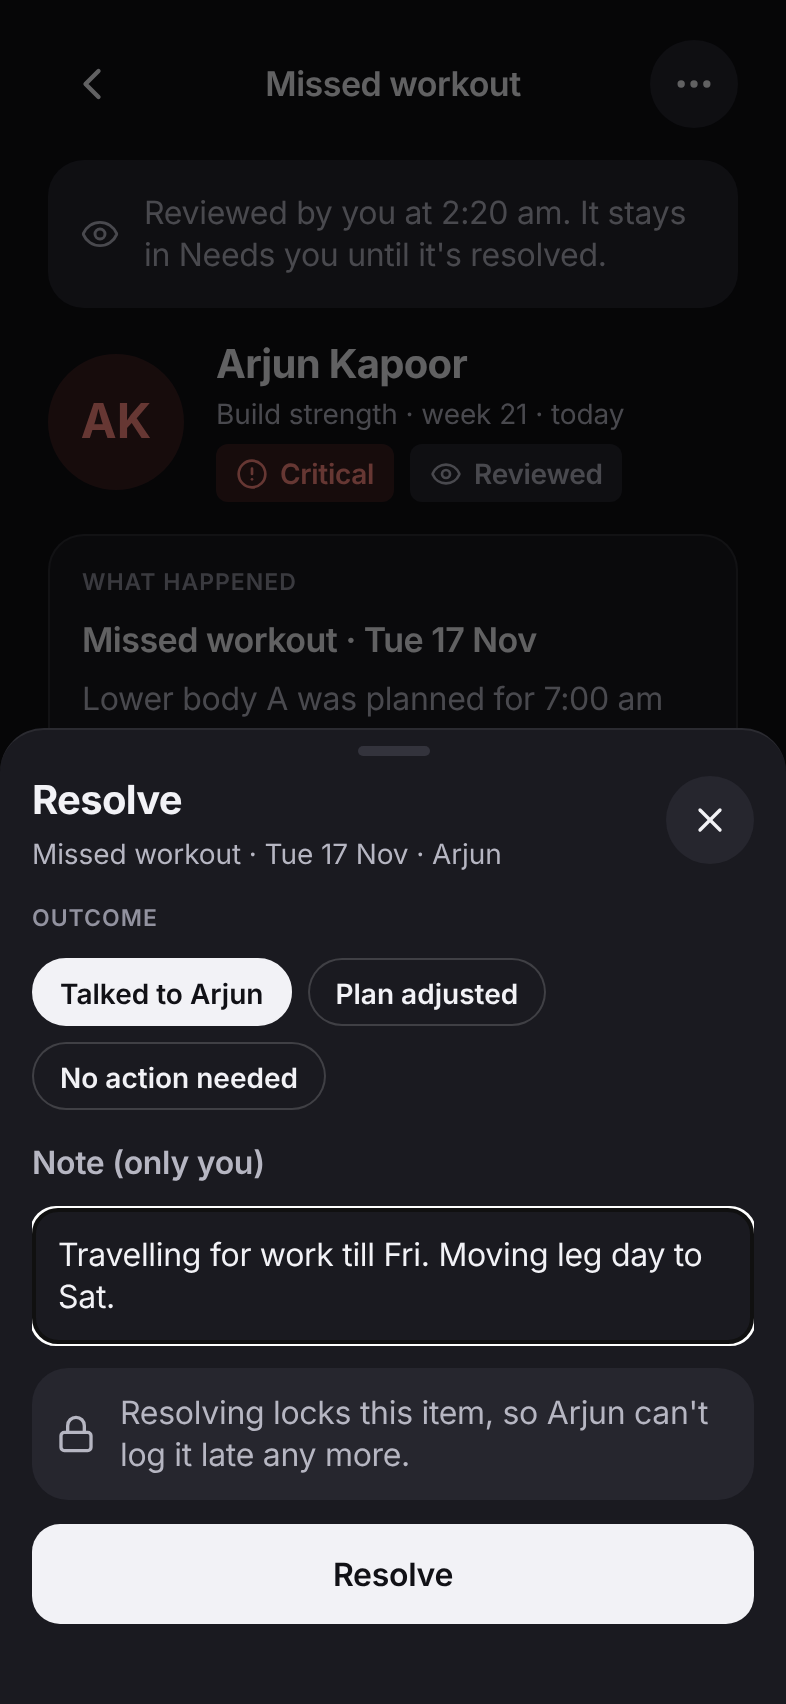 Missed workout
Reviewed by you at 2:20 am. It stays
in Needs you until it's resolved.
AK
Arjun Kapoor
Build strength · week 21 · today
Critical
Reviewed
WHAT HAPPENED
Missed workout · Tue 17 Nov
Lower body A was planned for 7:00 am
Resolve
Missed workout · Tue 17 Nov · Arjun
OUTCOME
Talked to Arjun
Plan adjusted
No action needed
Note (only you)
Travelling for work till Fri. Moving leg day to
Sat.
Resolving locks this item, so Arjun can't
log it late any more.
Resolve